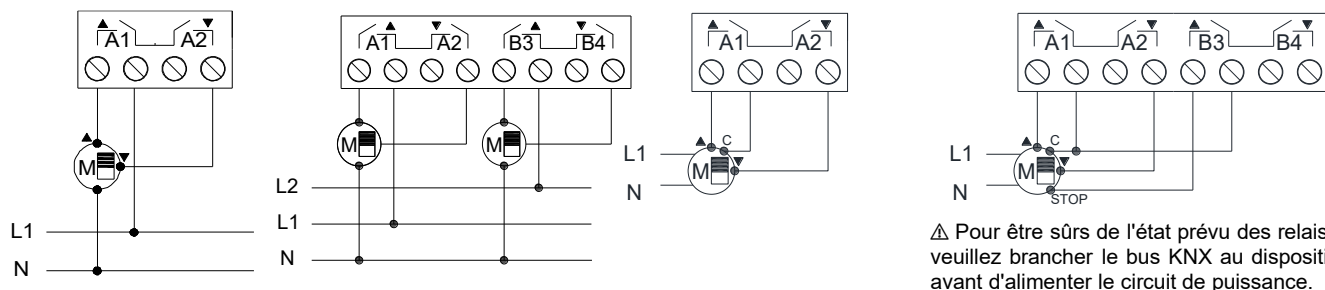 A1 A2
M
L1
N
A1 A2 B3 B4
M M
L2
L1
N
A1 A2
C
L1
M
N
A1 A2 B3 B4
C
L1
M
N
STOP
⚠ Pour être sûrs de l'état prévu des relais
veuillez brancher le bus KNX au dispositi
avant d'alimenter le circuit de puissance.